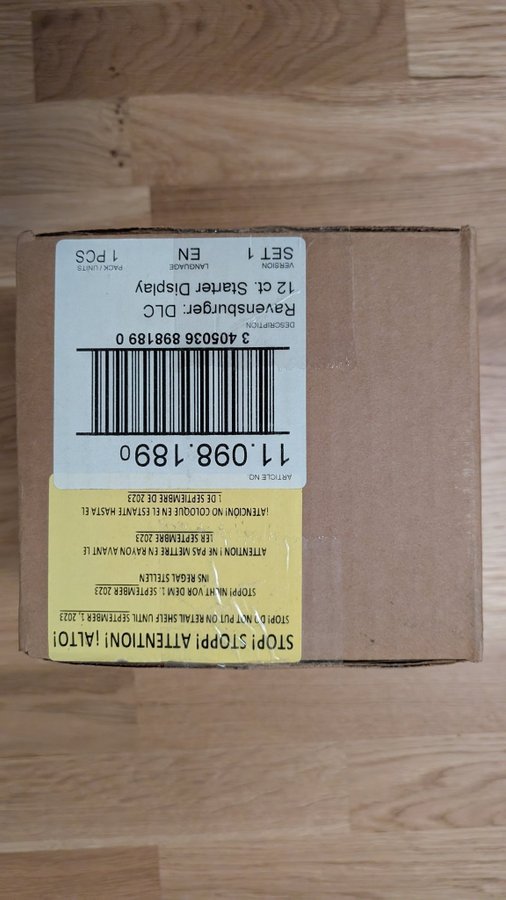 STOP! STOPP! ATTENTION! ¡ALTO!
STOP! DO NOT PUT ON RETAIL SHELF UNTIL SEPTEMBER 1, 2023
STOPP! NICHT VOR DEM 1. SEPTEMBER 2023
INS REGAL STELLEN
ATTENTION ! NE PAS METTRE EN RAYON AVANT LE
1ER SEPTEMBRE 2023
¡ATENCIÓN! NO COLOQUE EN EL ESTANTE HASTA EL
1 DE SEPTIEMBRE DE 2023
ARTICLE NO
11.098.189 0
3 405036 898189 0
DESCRIPTION
Ravensburger: DLC
12 ct. Starter Display
VERSION LANGUAGE PACK / UNITS
SET 1 EN 1 PCS